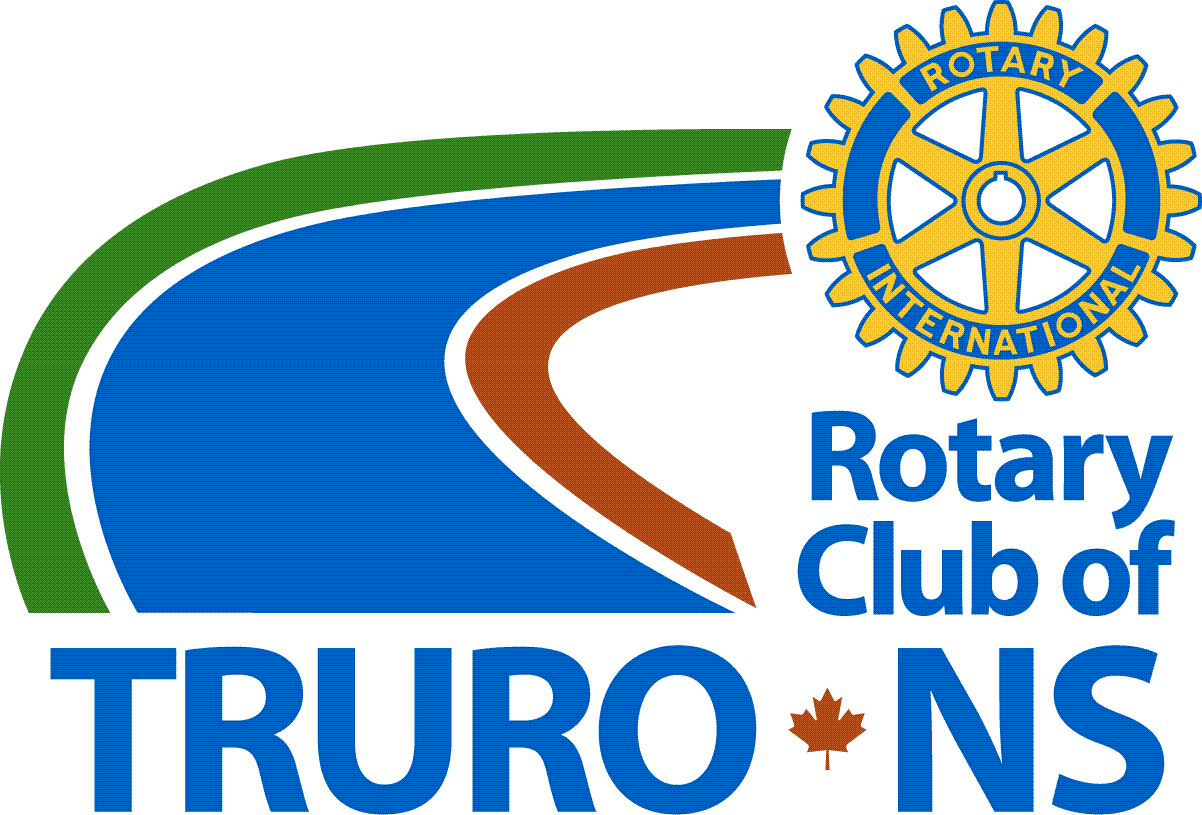 ROTARY
INTERNATIONAL
Rotary
Club of
TRURO NS